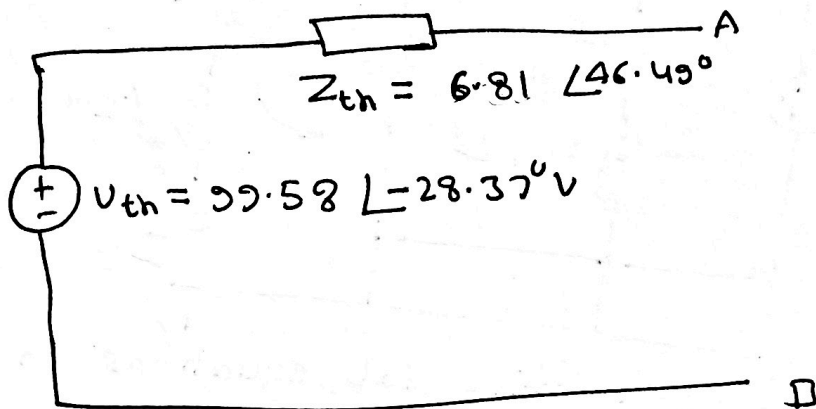 A
Zth = 6.81 ∠46.49°
+
-
Vth = 99.58 ∠-28.37° V